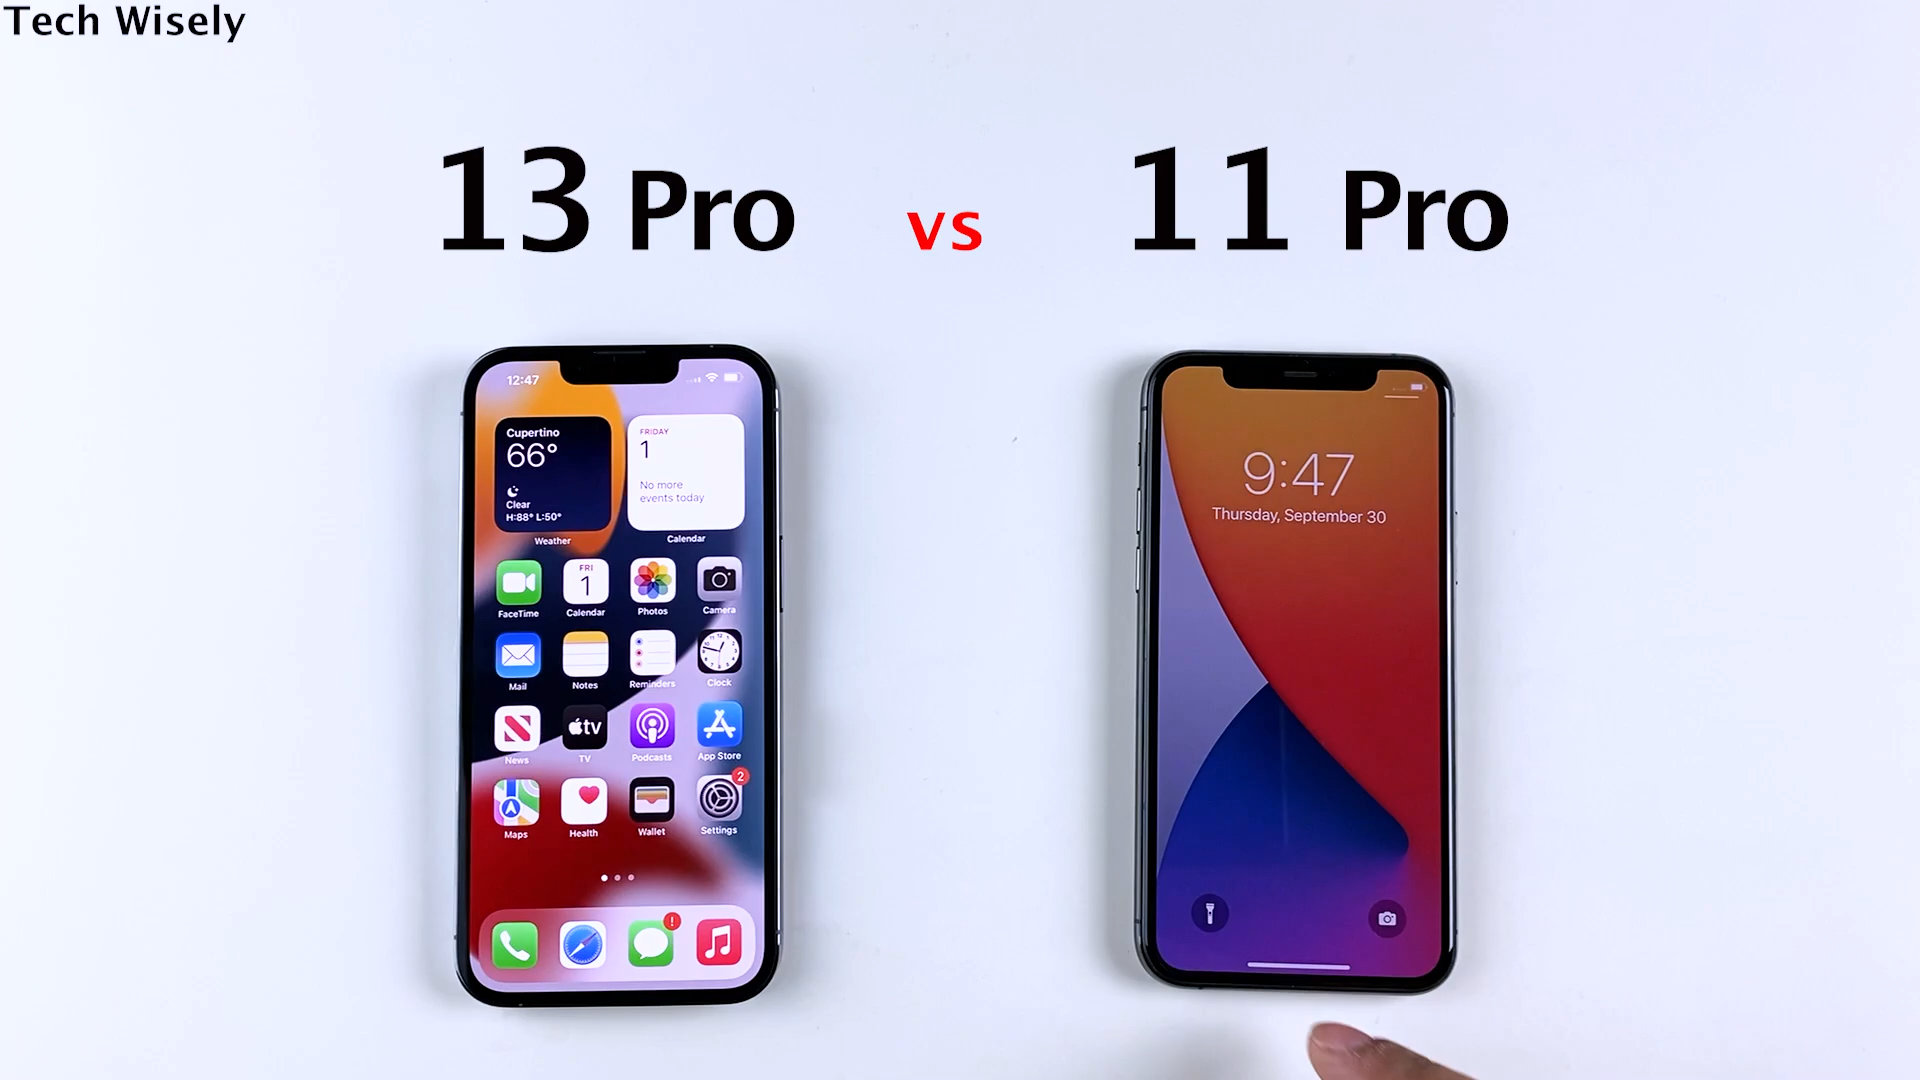 Tech Wisely
13 Pro vs 11 Pro
12:47
Cupertino
66°
Clear
H:88° L:50°
Weather
FRIDAY
1
No more
events today
Calendar
FaceTime
FRI
1
Calendar
Photos
Camera
Mail
Notes
Reminders
Clock
News
tv
TV
Podcasts
App Store
Maps
Health
Wallet
2
Settings
!
9:47
Thursday, September 30